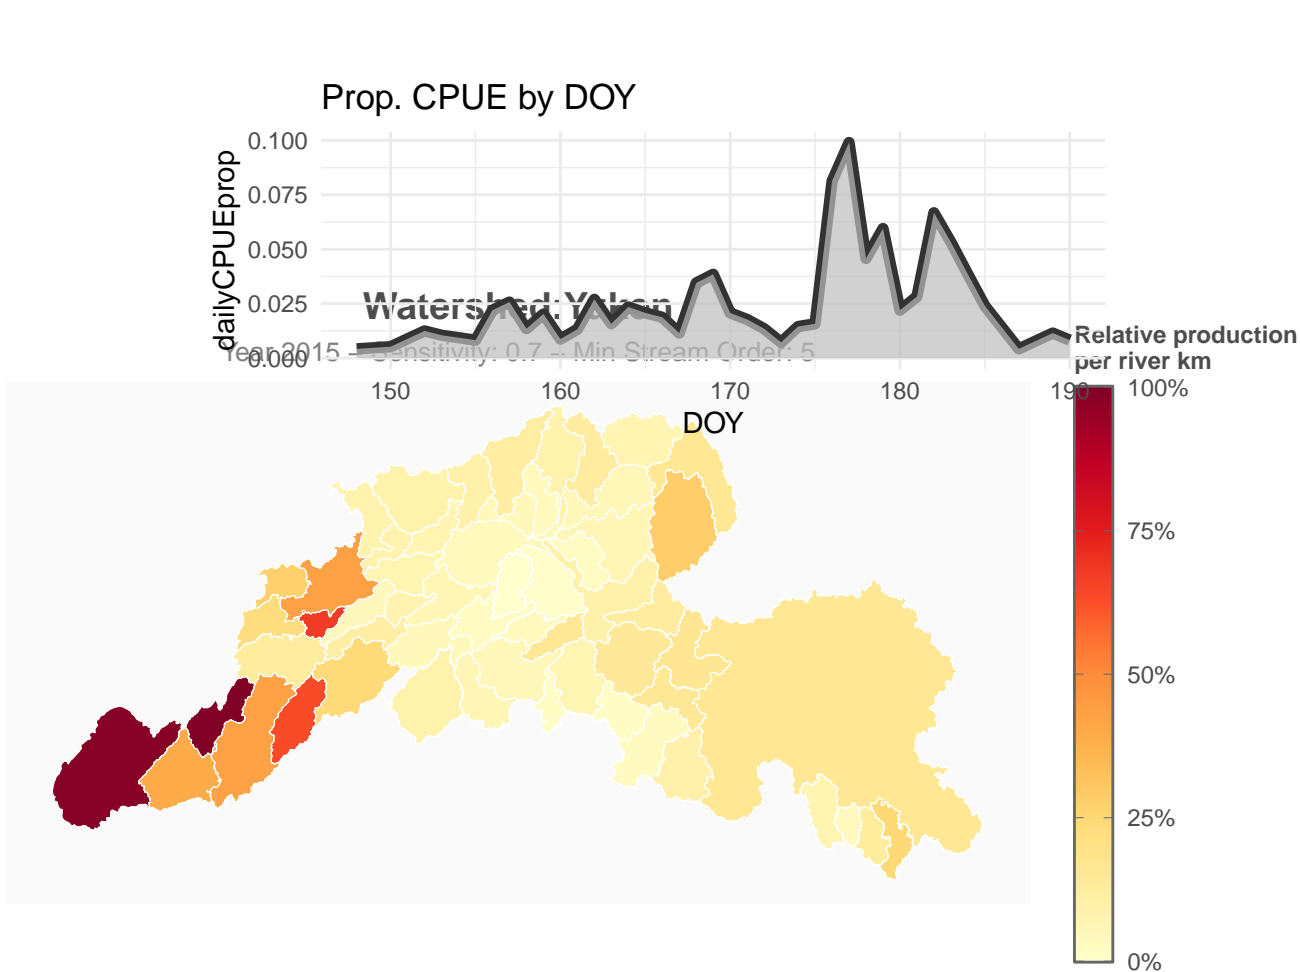 Prop. CPUE by DOY
dailyCPUEprop
0.100
0.075
0.050
0.025
0.000
Watershed: Yukon
Year 2015 – Sensitivity: 0.7 – Min Stream Order: 5
150 160 170 180 190
DOY
Relative production
per river km
100%
75%
50%
25%
0%